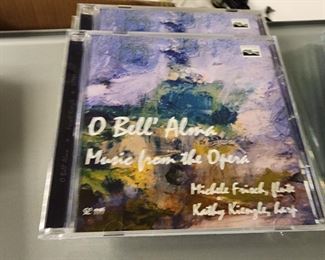 O Bell' Alma
Music from the Opera
Michele Frisch, flute
Kathy Kienzle, harp